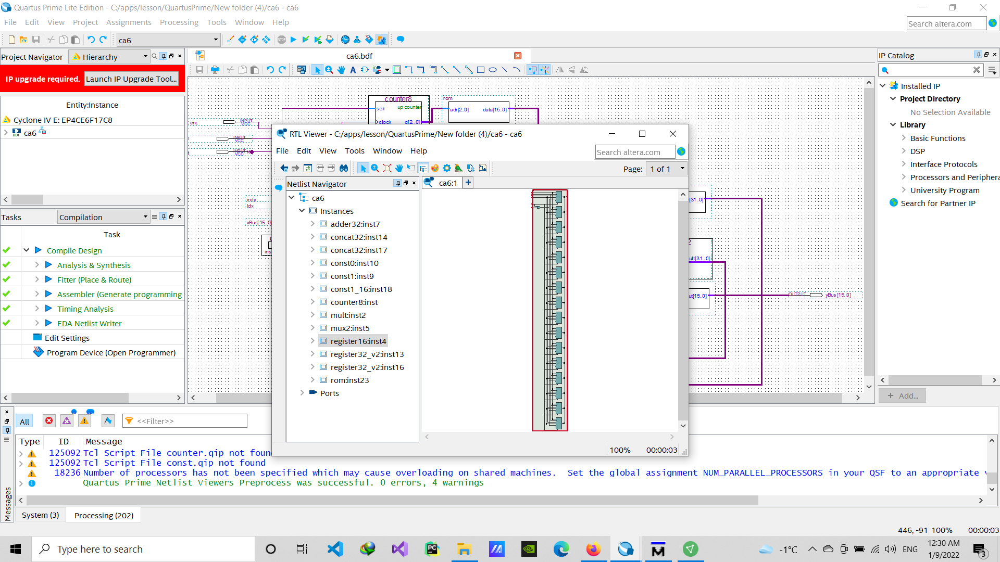 Quartus Prime Lite Edition - C:/apps/lesson/QuartusPrime/New folder (4)/ca6 - ca6
File Edit View Project Assignments Processing Tools Window Help
Search altera.com
ca6
Project Navigator Hierarchy
ca6.bdf
IP Catalog
IP upgrade required. Launch IP Upgrade Tool...
Entity:Instance
Cyclone IV E: EP4CE6F17C8
BDF ca6
Installed IP
Project Directory
No Selection Available
Library
Basic Functions
DSP
Interface Protocols
Processors and Periphera
University Program
Search for Partner IP
Add...
counter8
sclr
up counter
clock
q[2..0]
rom
adr[2..0] data[15..0]
enc
INPUT
VCC
INPUT
VCC
INPUT
VCC
initx
ldx
xBus[15..0]
ins
[31..0]
2
ult[31..0]
ut[15..0]
OUTPUT
yBus[15..0]
Tasks Compilation
Task
Compile Design
Analysis & Synthesis
Fitter (Place & Route)
Assembler (Generate programming
Timing Analysis
EDA Netlist Writer
Edit Settings
Program Device (Open Programmer)
RTL Viewer - C:/apps/lesson/QuartusPrime/New folder (4)/ca6 - ca6
File Edit View Tools Window Help
Search altera.com
Page: 1 of 1
Netlist Navigator
ca6:1
ca6
Instances
adder32:inst7
concat32:inst14
concat32:inst17
const0:inst10
const1:inst9
const1_16:inst18
counter8:inst
mult:inst2
mux2:inst5
register16:inst4
register32_v2:inst13
register32_v2:inst16
rom:inst23
Ports
100% 00:00:03
All
<<Filter>>
Type ID Message
125092 Tcl Script File counter.qip not foun
125092 Tcl Script File const.qip not found
18236 Number of processors has not been specified which may cause overloading on shared machines. Set the global assignment NUM_PARALLEL_PROCESSORS in your QSF to an appropriate v
Quartus Prime Netlist Viewers Preprocess was successful. 0 errors, 4 warnings
Messages
System (3) Processing (202)
446, -91 100% 00:00:03
Type here to search
-1°C
ENG
12:30 AM
1/9/2022
3